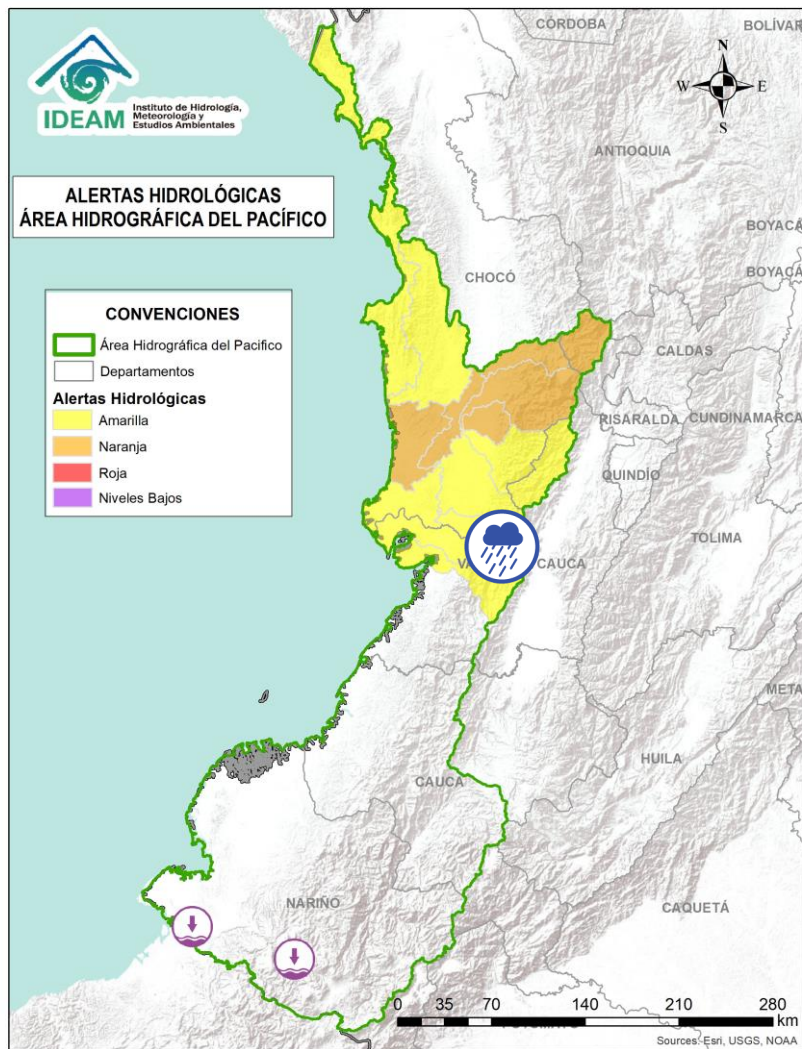 CÓRDOBA
BOLÍVAR
IDEAM
Instituto de Hidrología,
Meteorología y
Estudios Ambientales
N
W
E
S
ANTIOQUIA
ALERTAS HIDROLÓGICAS
ÁREA HIDROGRÁFICA DEL PACÍFICO
BOYACÁ
BOYACÁ
CHOCÓ
CONVENCIONES
Área Hidrográfica del Pacifico
Departamentos
Alertas Hidrológicas
Amarilla
Naranja
Roja
Niveles Bajos
CALDAS
RISARALDA
CUNDINAMARCA
QUINDÍO
TOLIMA
CAUCA
META
HUILA
CAUCA
NARIÑO
CAQUETÁ
0 35 70 140 210 280
km
Sources: Esri, USGS, NOAA